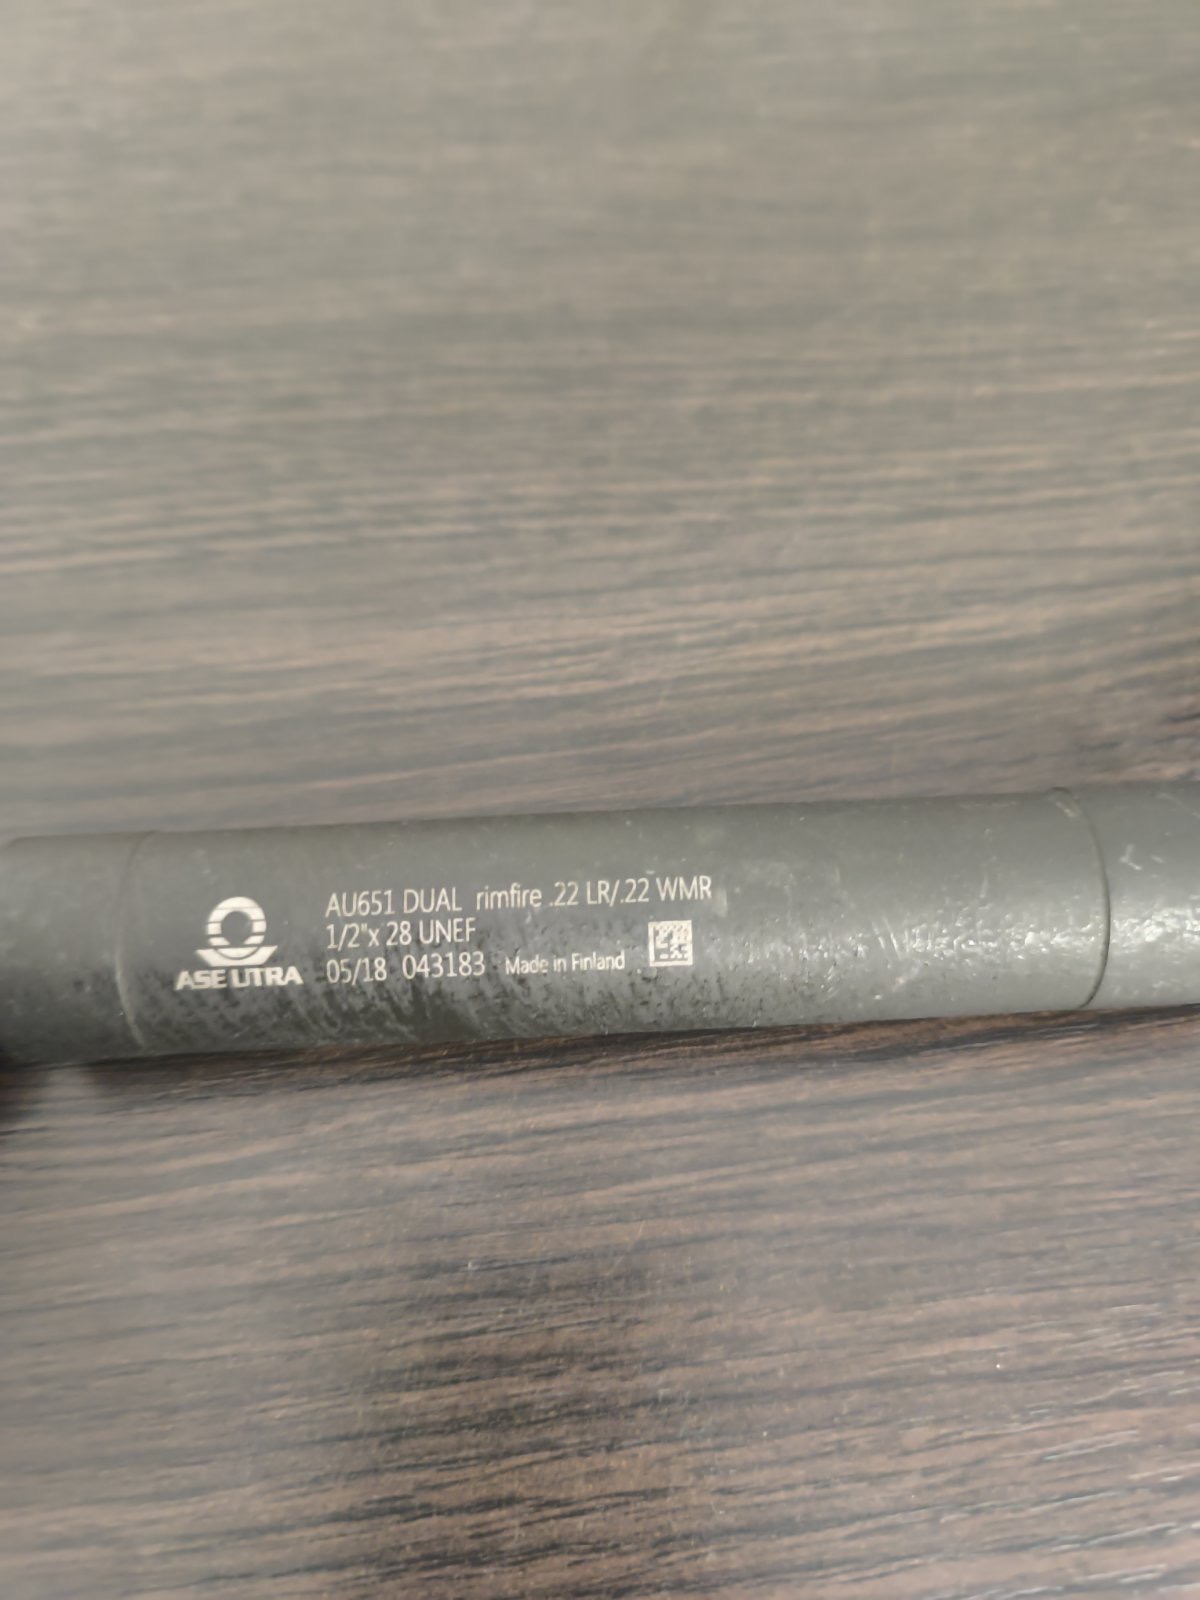 AU651 DUAL rimfire .22 LR/.22 WMR
1/2"x 28 UNEF
05/18 043183 Made in Finland
ASE UTRA